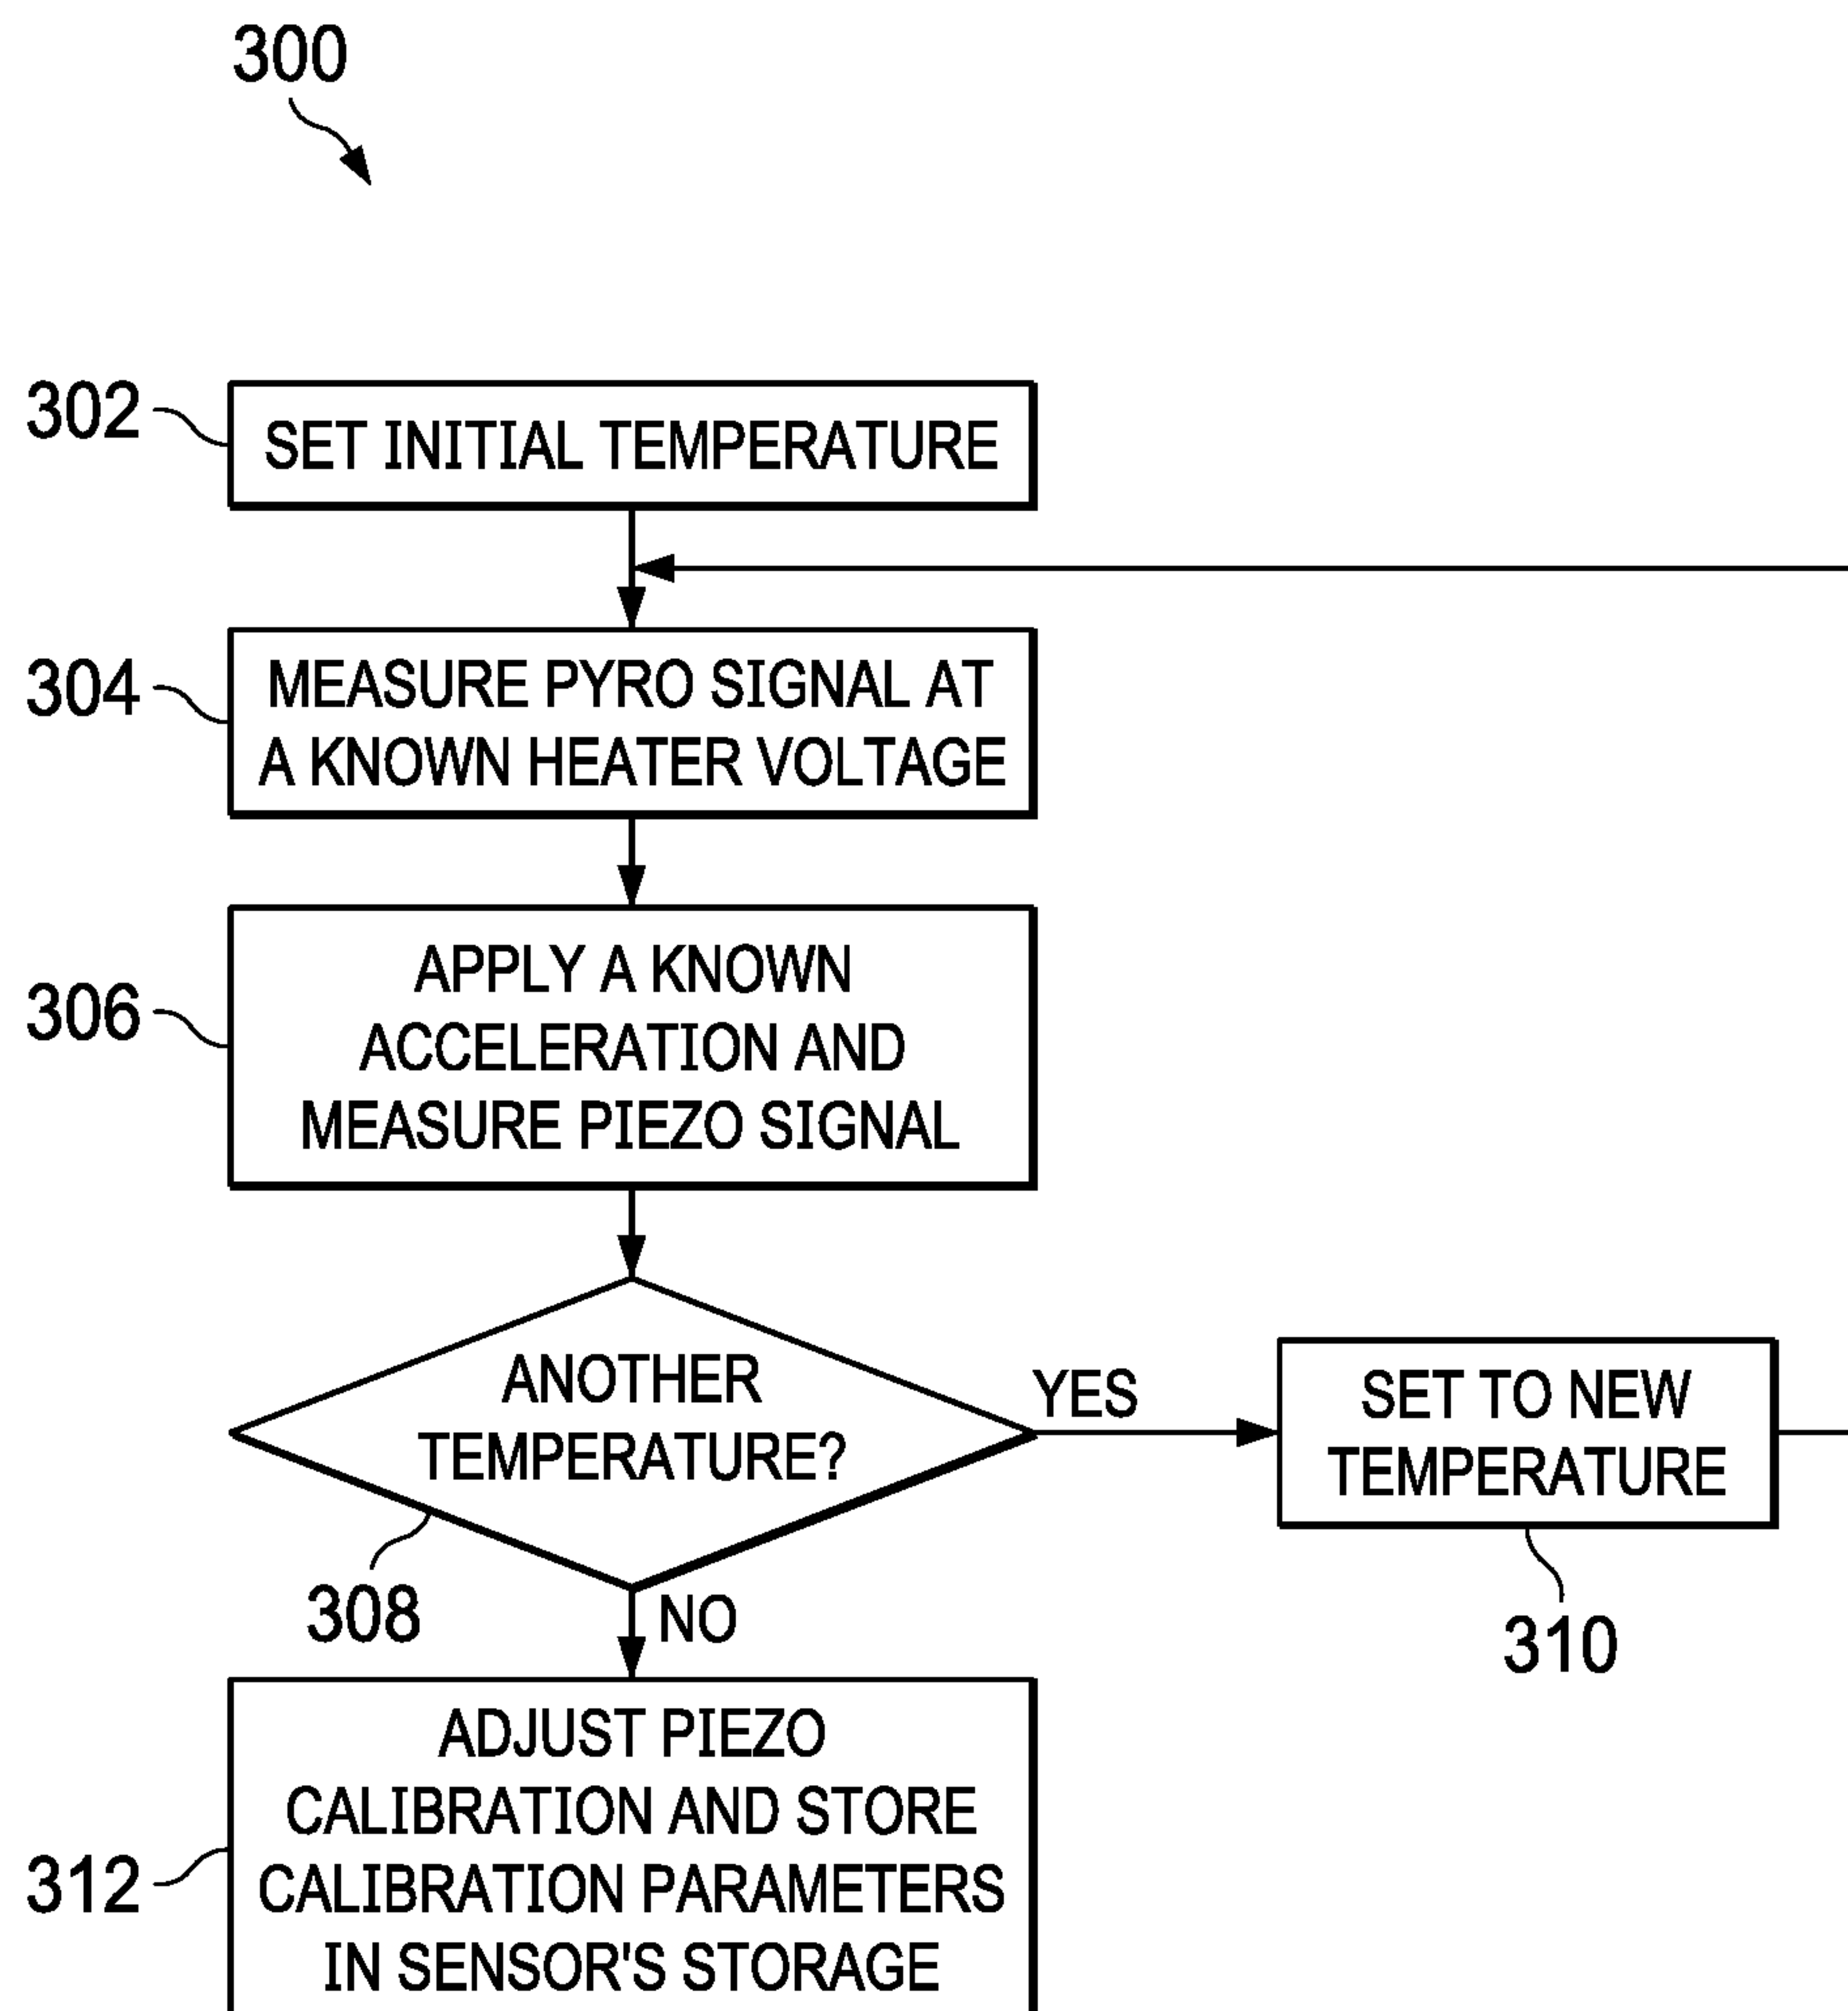 300
302
SET INITIAL TEMPERATURE
304
MEASURE PYRO SIGNAL AT
A KNOWN HEATER VOLTAGE
306
APPLY A KNOWN
ACCELERATION AND
MEASURE PIEZO SIGNAL
ANOTHER
TEMPERATURE?
308
YES
SET TO NEW
TEMPERATURE
310
NO
312
ADJUST PIEZO
CALIBRATION AND STORE
CALIBRATION PARAMETERS
IN SENSOR'S STORAGE